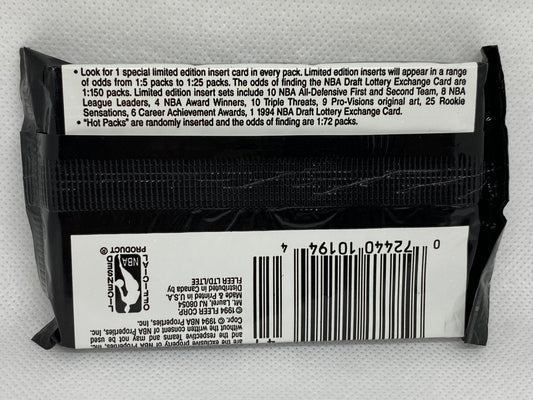 • Look for 1 special limited edition insert card in every pack. Limited edition inserts will appear in a range
of odds from 1:5 packs to 1:25 packs. The odds of finding the NBA Draft Lottery Exchange Card are
1:150 packs. Limited edition insert sets include 10 NBA All-Defensive First and Second Team, 8 NBA
League Leaders, 4 NBA Award Winners, 10 Triple Threats, 9 Pro-Visions original art, 25 Rookie
Sensations, 6 Career Achievement Awards, 1 1994 NBA Draft Lottery Exchange Card.
• "Hot Packs" are randomly inserted and the odds of finding are 1:72 packs.
are the exclusive property of NBA Properties, Inc.
the respective Teams and may not be used
without the written consent of NBA Properties, Inc.
Copr. © 1994 NBA Properties, Inc.
© 1994 FLEER CORP.
Mt. Laurel NJ 08054
Made & Printed in U.S.A.
Distributed in Canada by
FLEER LTD/LTEE
OFFICIAL
NBA
PRODUCT
0 72440 10194 4